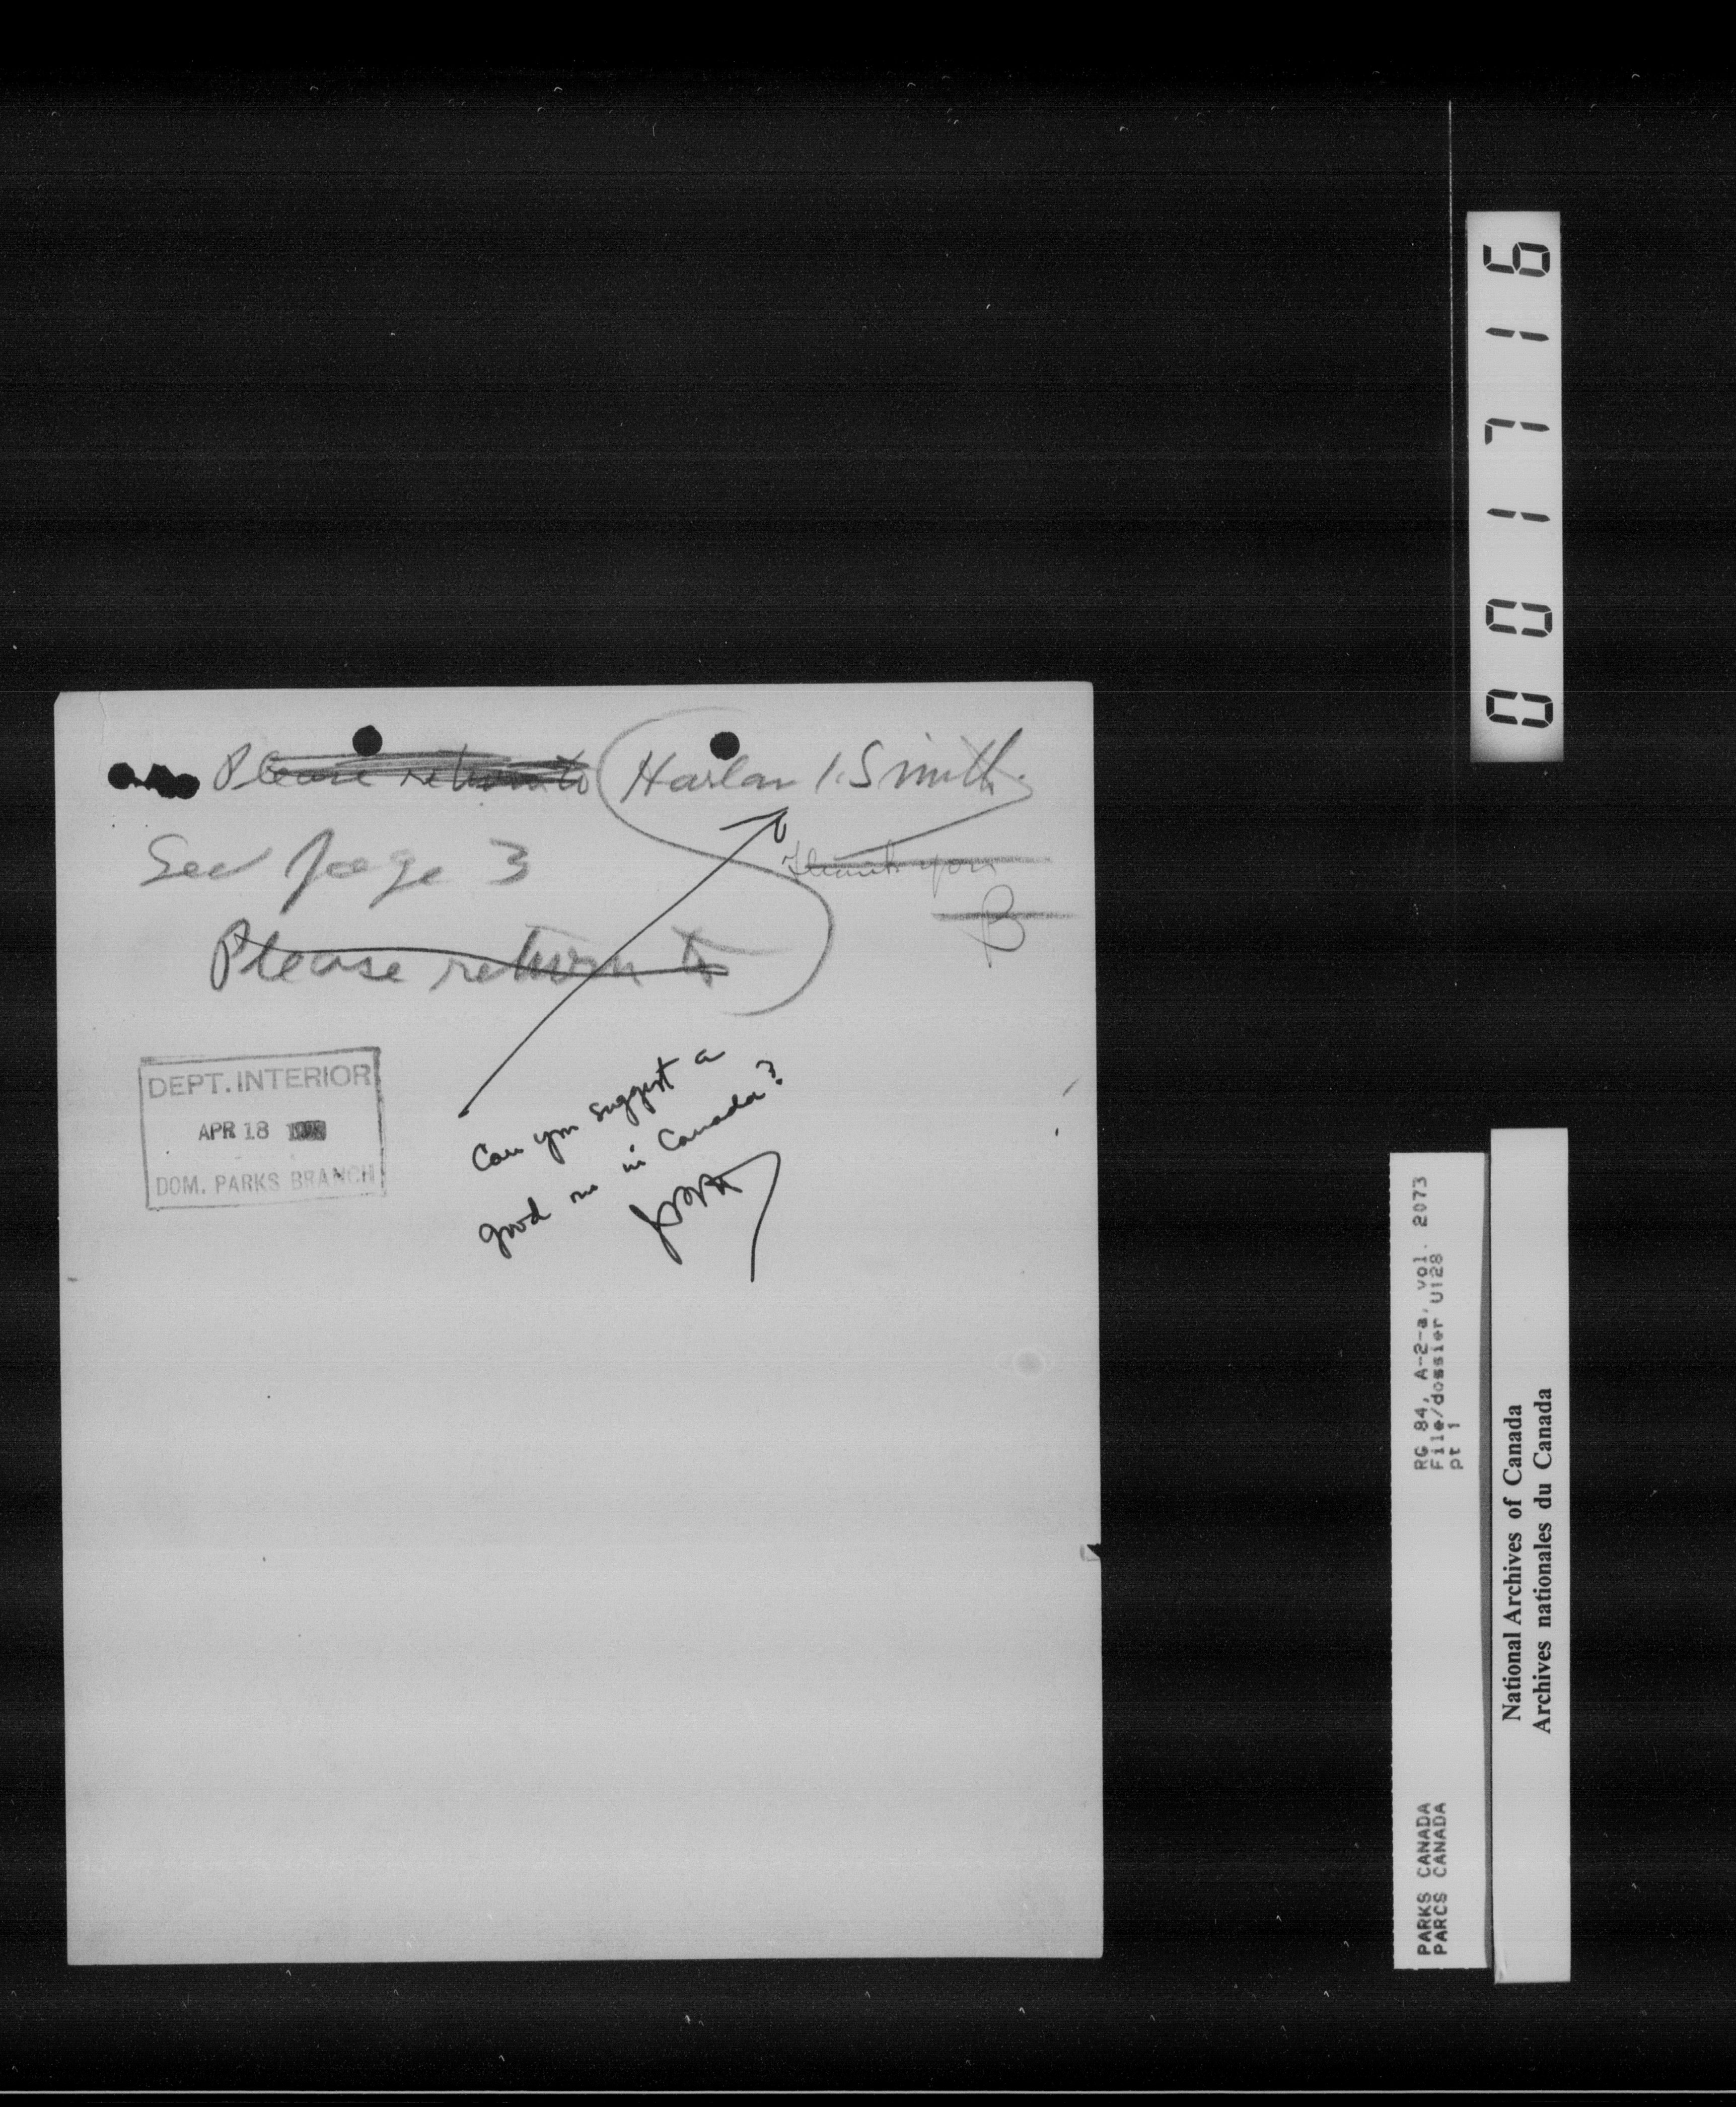 Please return to Harlan I. Smith.
See page 3
Thank you
B
Please return to
DEPT. INTERIOR
APR 18
DOM. PARKS BRANCH
Can you suggest a
good one in Canada?
001716
RG 84, A-2-a, vol. 2073
File/dossier U128
pt 1
PARKS CANADA
PARCS CANADA
National Archives of Canada
Archives nationales du Canada